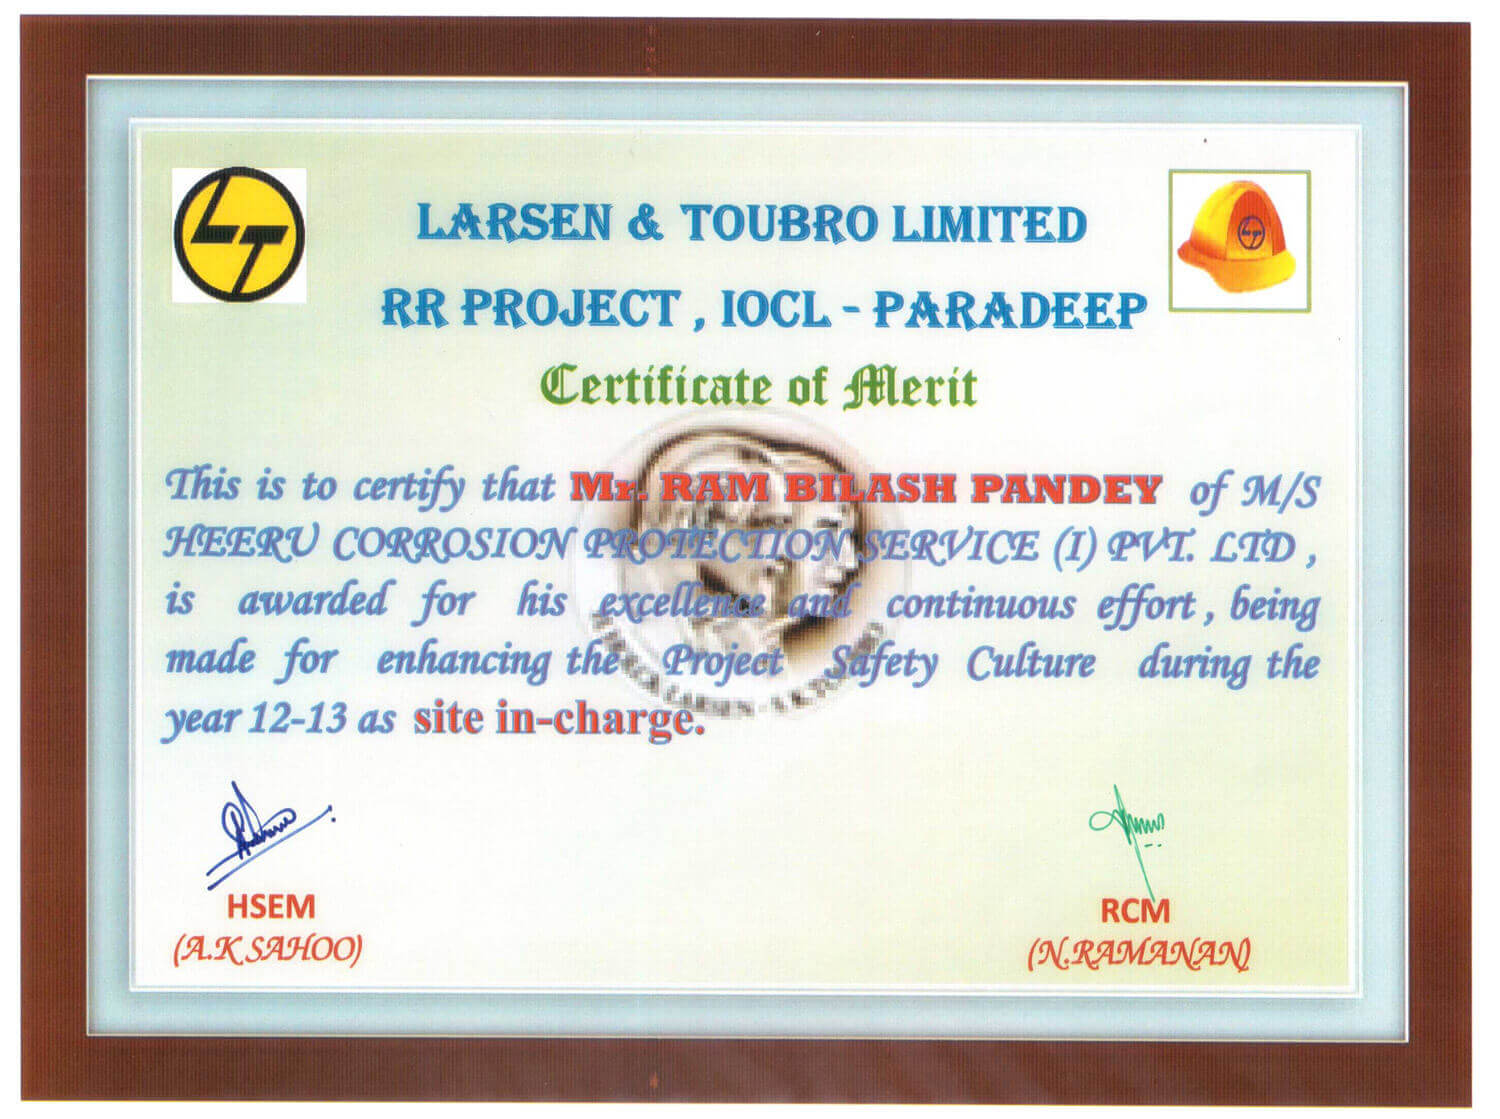 LARSEN & TOUBRO LIMITED
RR PROJECT , IOCL - PARADEEP
Certificate of Merit
This is to certify that Mr. RAM BILASH PANDEY of M/S
HEERU CORROSION PROTECTION SERVICE (I) PVT. LTD ,
is awarded for his excellence and continuous effort , being
made for enhancing the Project Safety Culture during the
year 12-13 as site in-charge.
HSEM
(A.K SAHOO)
RCM
(N.RAMANAN)